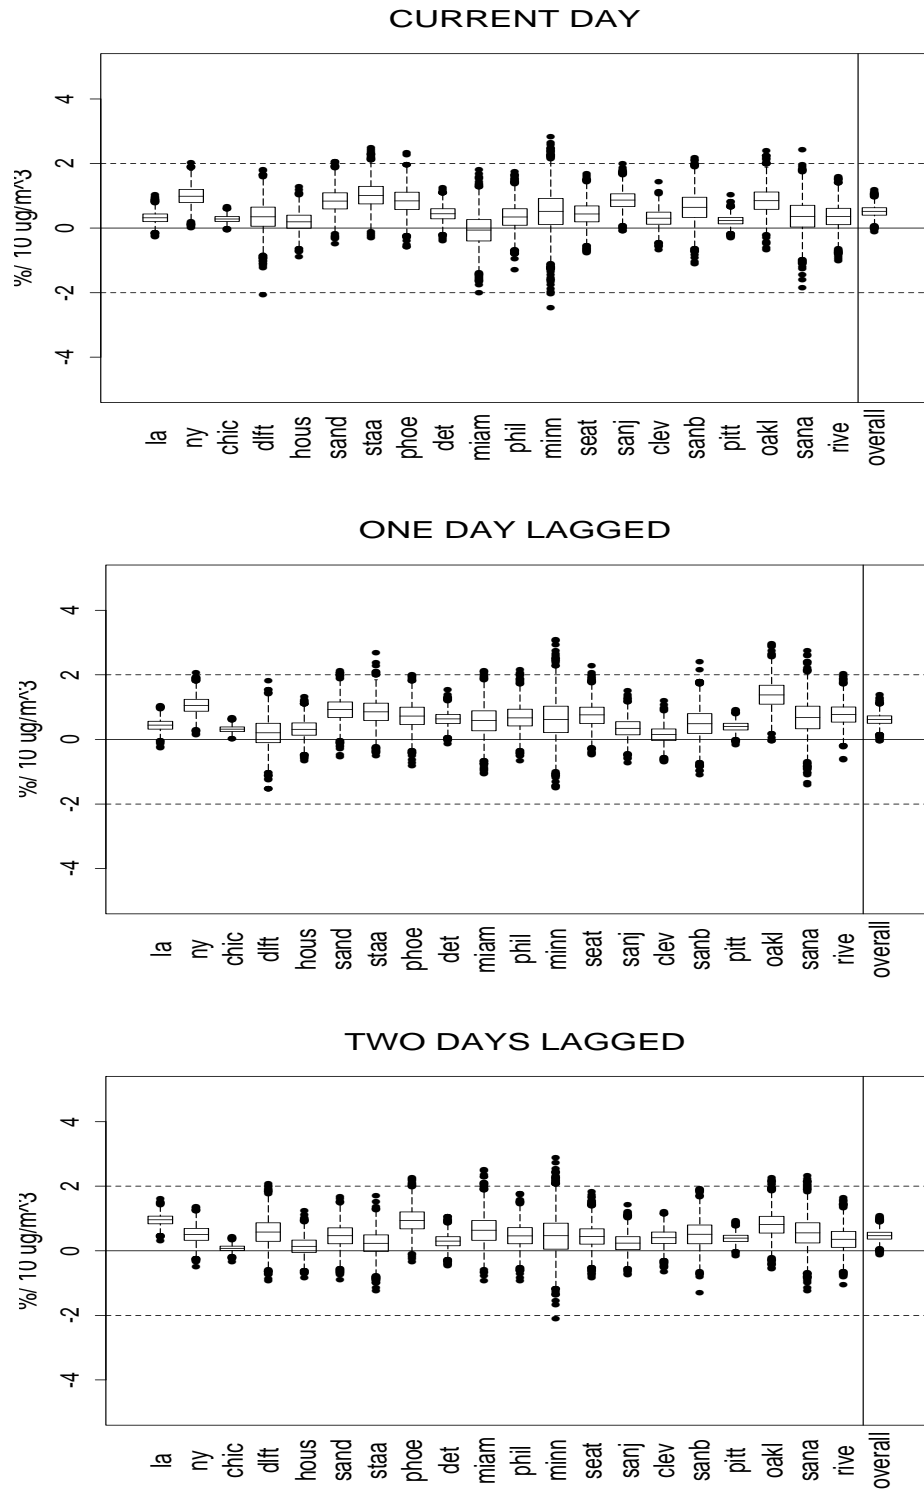 CURRENT DAY
%/ 10 ug/m^3
4
2
0
-2
-4
la ny chic dlft hous sand staa phoe det miam phil minn seat sanj clev sanb pitt oakl sana rive overall
ONE DAY LAGGED
%/ 10 ug/m^3
4
2
0
-2
-4
la ny chic dlft hous sand staa phoe det miam phil minn seat sanj clev sanb pitt oakl sana rive overall
TWO DAYS LAGGED
%/ 10 ug/m^3
4
2
0
-2
-4
la ny chic dlft hous sand staa phoe det miam phil minn seat sanj clev sanb pitt oakl sana rive overall